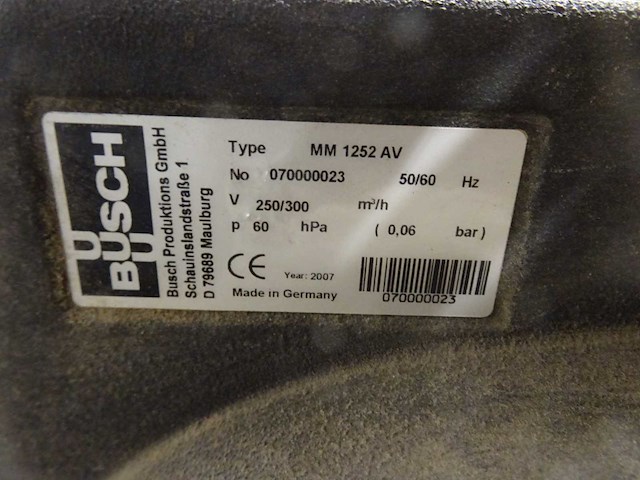 BUSCH
Busch Produktions GmbH
Schauinslandstraße 1
D 79689 Maulburg
Type MM 1252 AV
No 070000023 50/60 Hz
V 250/300 m³/h
p 60 hPa ( 0,06 bar )
CE Year: 2007
Made in Germany
070000023